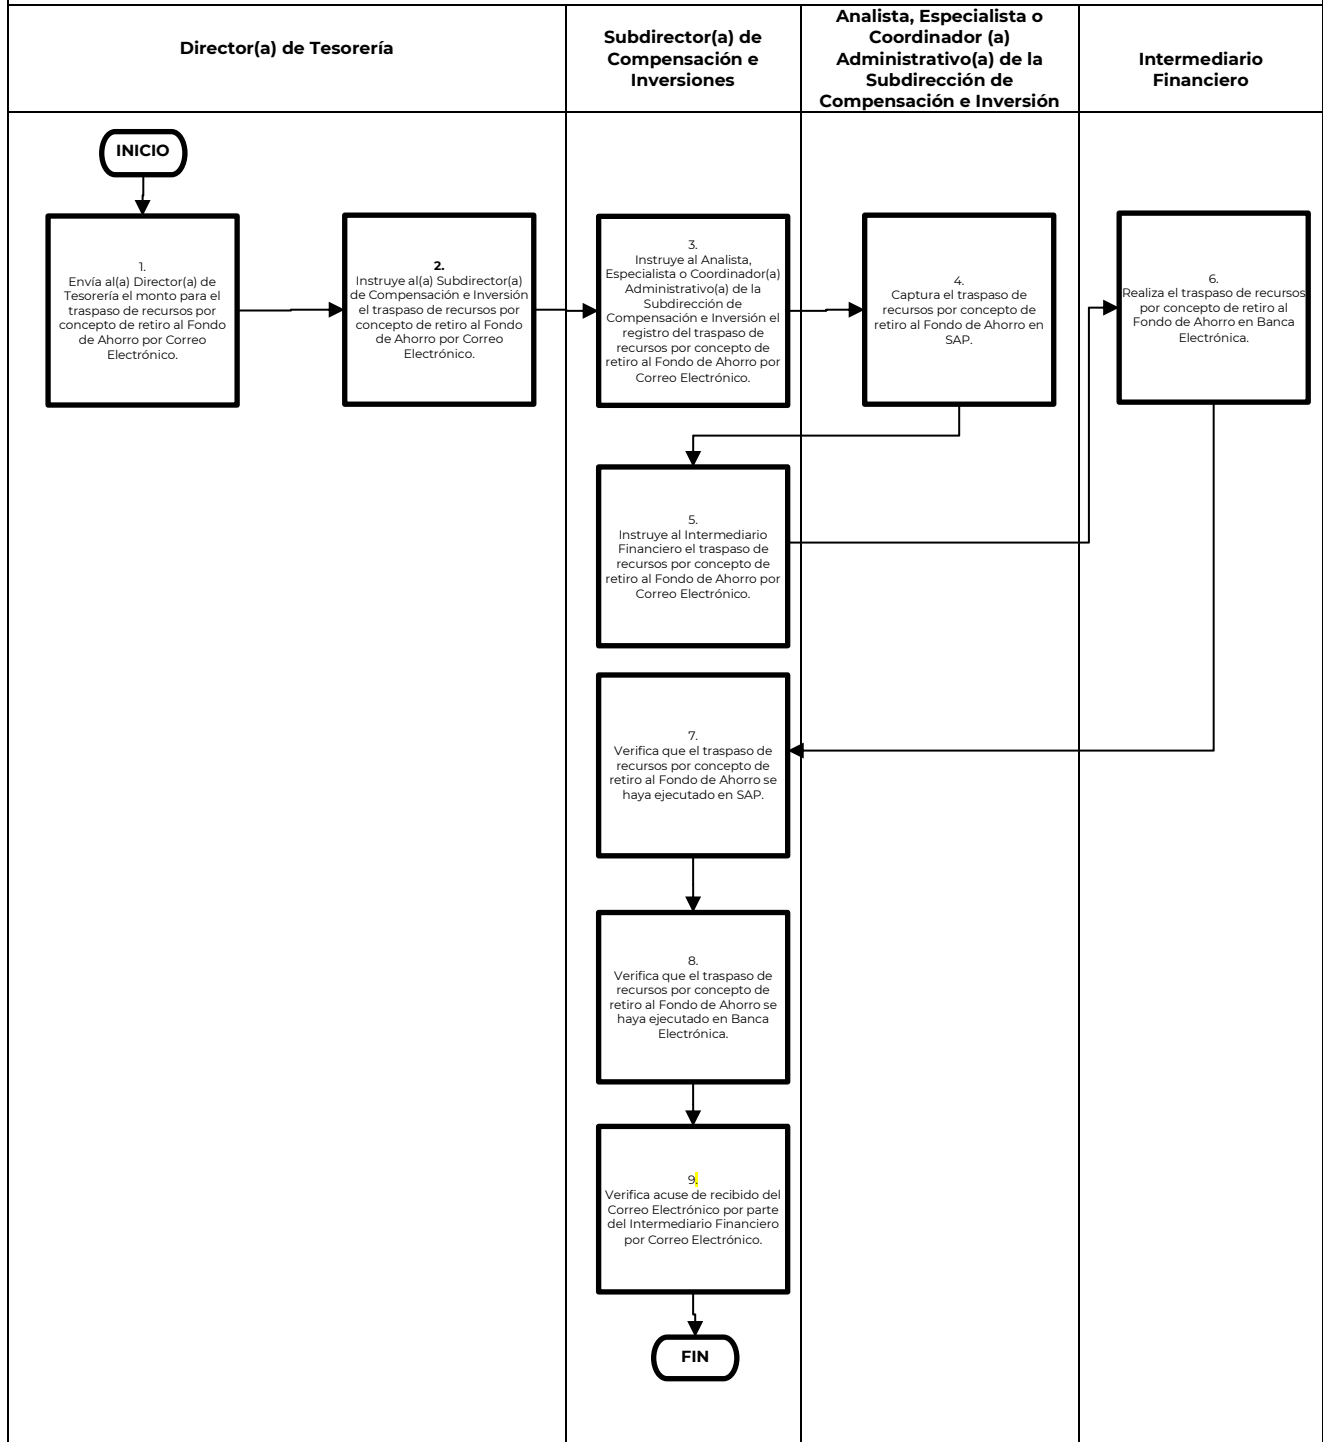 Director(a) de Tesorería
Subdirector(a) de
Compensación e
Inversiones
Analista, Especialista o
Coordinador (a)
Administrativo(a) de la
Subdirección de
Compensación e Inversión
Intermediario
Financiero
INICIO
1.
Envía al(a) Director(a) de
Tesorería el monto para el
traspaso de recursos por
concepto de retiro al Fondo
de Ahorro por Correo
Electrónico.
2.
Instruye al(a) Subdirector(a)
de Compensación e Inversión
el traspaso de recursos por
concepto de retiro al Fondo
de Ahorro por Correo
Electrónico.
3.
Instruye al Analista,
Especialista o Coordinador(a)
Administrativo(a) de la
Subdirección de
Compensación e Inversión el
registro del traspaso de
recursos por concepto de
retiro al Fondo de Ahorro por
Correo Electrónico.
4.
Captura el traspaso de
recursos por concepto de
retiro al Fondo de Ahorro en
SAP.
5.
Instruye al Intermediario
Financiero el traspaso de
recursos por concepto de
retiro al Fondo de Ahorro por
Correo Electrónico.
6.
Realiza el traspaso de recursos
por concepto de retiro al
Fondo de Ahorro en Banca
Electrónica.
7.
Verifica que el traspaso de
recursos por concepto de
retiro al Fondo de Ahorro se
haya ejecutado en SAP.
8.
Verifica que el traspaso de
recursos por concepto de
retiro al Fondo de Ahorro se
haya ejecutado en Banca
Electrónica.
9.
Verifica acuse de recibido del
Correo Electrónico por parte
del Intermediario Financiero
por Correo Electrónico.
FIN